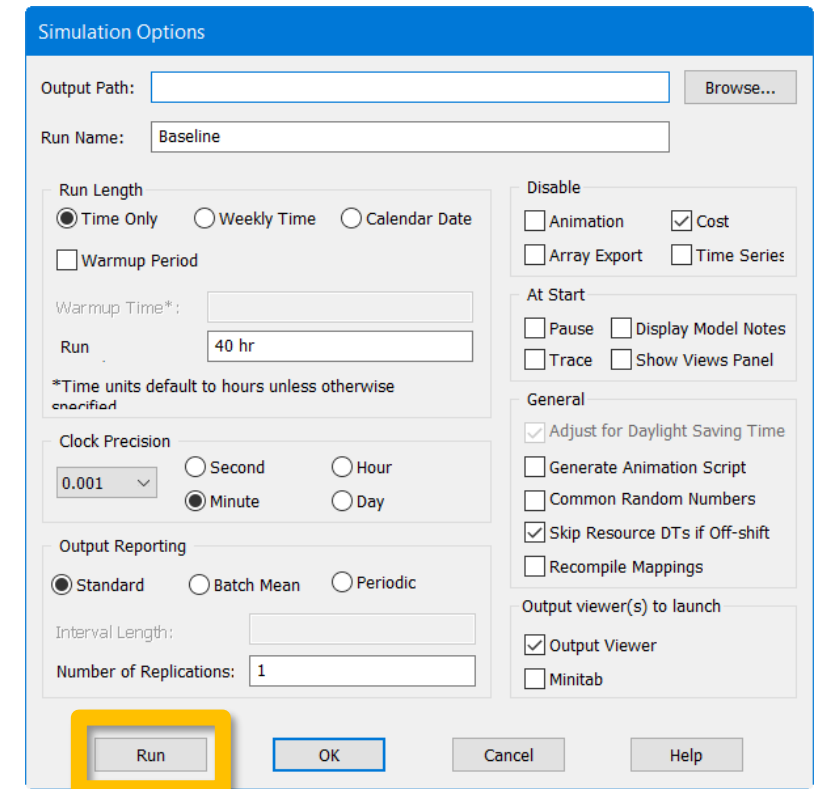 Simulation Options
Output Path:
Browse...
Run Name:
Baseline
Run Length
Time Only
Weekly Time
Calendar Date
Warmup Period
Warmup Time*:
Run
40 hr
*Time units default to hours unless otherwise
specified
Clock Precision
0.001
Second
Hour
Minute
Day
Output Reporting
Standard
Batch Mean
Periodic
Interval Length:
Number of Replications:
1
Disable
Animation
Cost
Array Export
Time Series
At Start
Pause
Display Model Notes
Trace
Show Views Panel
General
Adjust for Daylight Saving Time
Generate Animation Script
Common Random Numbers
Skip Resource DTs if Off-shift
Recompile Mappings
Output viewer(s) to launch
Output Viewer
Minitab
Run
OK
Cancel
Help